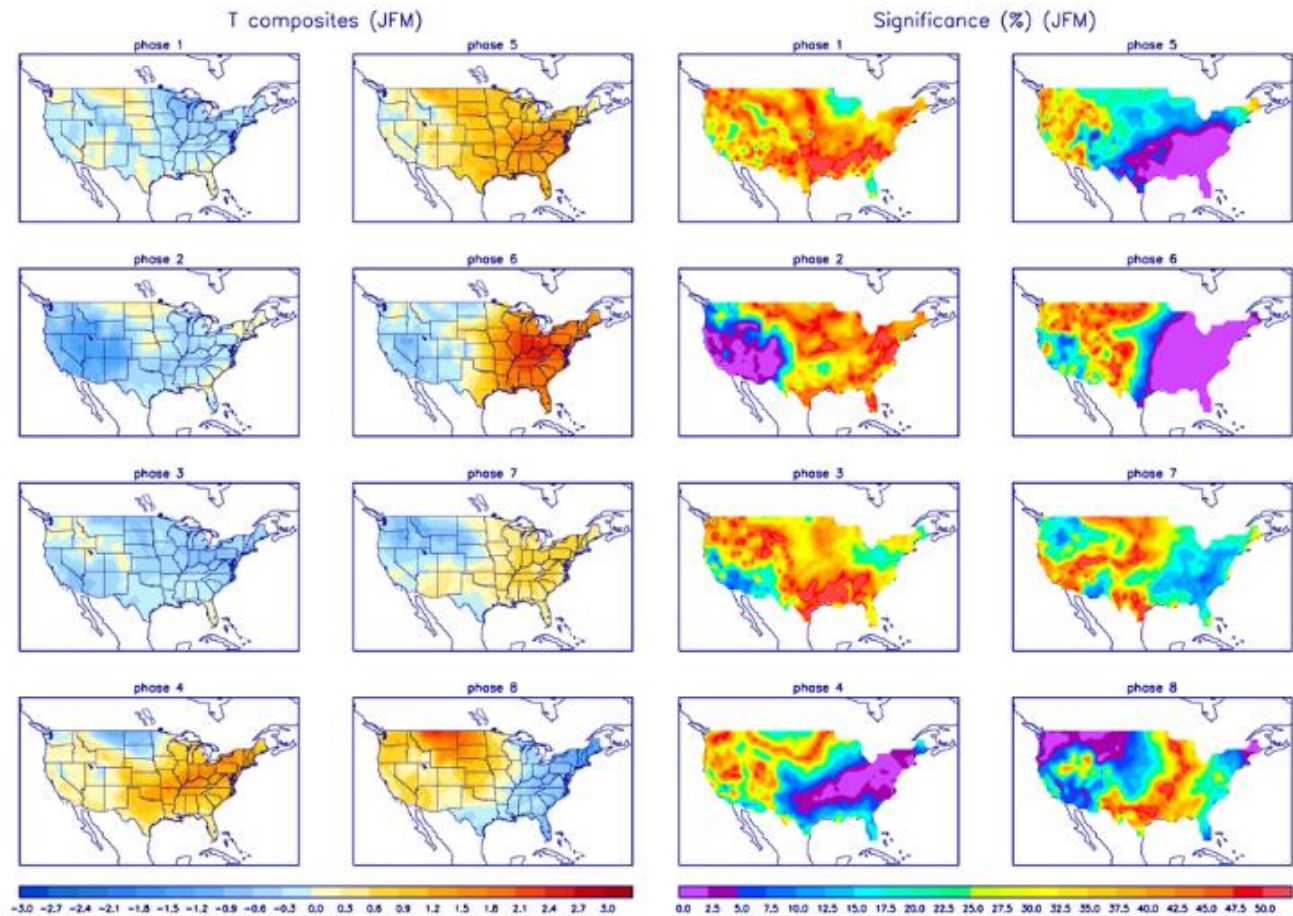 T composites (JFM)
Significance (%) (JFM)
phase 1
phase 5
phase 1
phase 5
phase 2
phase 6
phase 2
phase 6
phase 3
phase 7
phase 3
phase 7
phase 4
phase 8
phase 4
phase 8
−3.0 −2.7 −2.4 −2.1 −1.8 −1.5 −1.2 −0.9 −0.6 −0.3 0.0 0.3 0.6 0.9 1.2 1.5 1.8 2.1 2.4 2.7 3.0
0.0 2.5 5.0 7.5 10.0 12.5 15.0 17.5 20.0 22.5 25.0 27.5 30.0 32.5 35.0 37.5 40.0 42.5 45.0 47.5 50.0